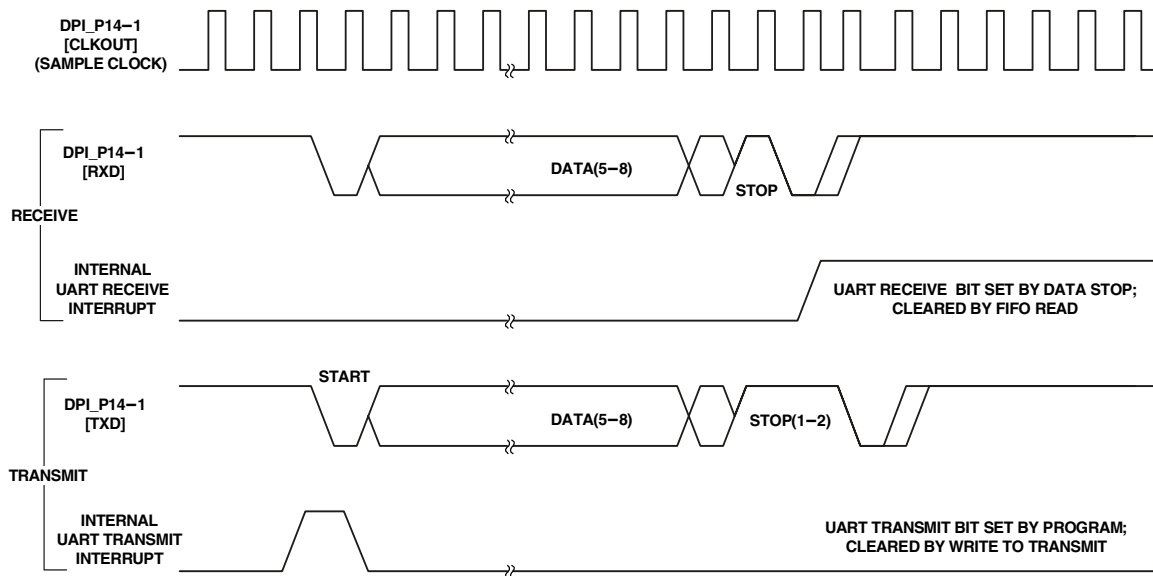 DPI_P14−1
[CLKOUT]
(SAMPLE CLOCK)
DPI_P14−1
[RXD]
DATA(5−8)
STOP
RECEIVE
INTERNAL
UART RECEIVE
INTERRUPT
UART RECEIVE BIT SET BY DATA STOP;
CLEARED BY FIFO READ
START
DPI_P14−1
[TXD]
DATA(5−8)
STOP(1−2)
TRANSMIT
INTERNAL
UART TRANSMIT
INTERRUPT
UART TRANSMIT BIT SET BY PROGRAM;
CLEARED BY WRITE TO TRANSMIT